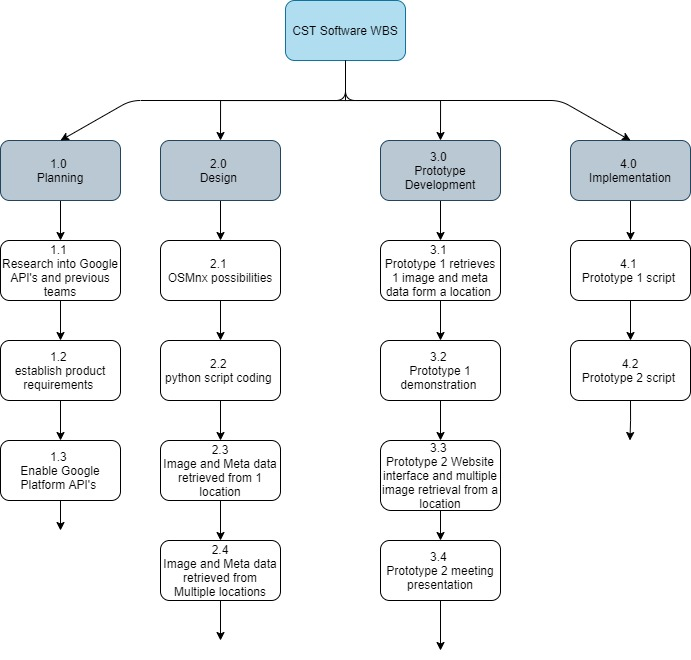 CST Software WBS
1.0
Planning
2.0
Design
3.0
Prototype
Development
4.0
Implementation
1.1
Research into Google
API's and previous
teams
2.1
OSMnx possibilities
3.1
Prototype 1 retrieves
1 image and meta
data form a location
4.1
Prototype 1 script
1.2
establish product
requirements
2.2
python script coding
3.2
Prototype 1
demonstration
4.2
Prototype 2 script
1.3
Enable Google
Platform API's
2.3
Image and Meta data
retrieved from 1
location
3.3
Prototype 2 Website
interface and multiple
image retrieval from a
location
2.4
Image and Meta data
retrieved from
Multiple locations
3.4
Prototype 2 meeting
presentation